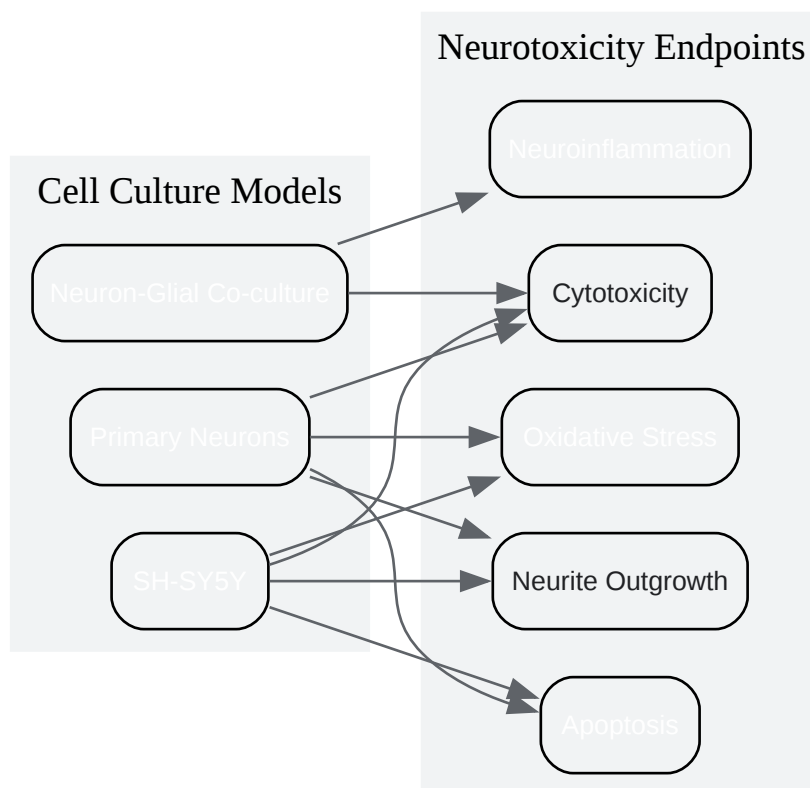 Neurotoxicity Endpoints
Neuroinflammation
Cell Culture Models
Neuron-Glial Co-culture
Cytotoxicity
Primary Neurons
Oxidative Stress
SH-SY5Y
Neurite Outgrowth
Apoptosis